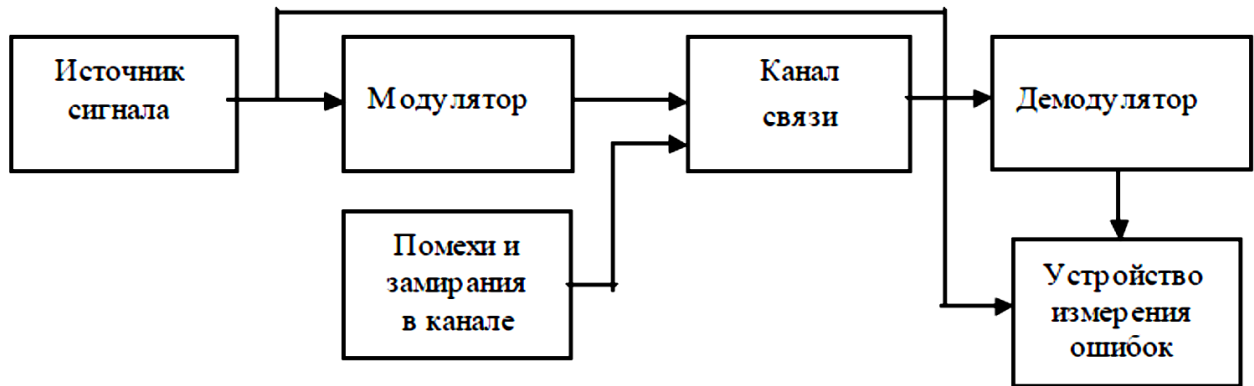 Источник
сигнала
Модулятор
Канал
связи
Демодулятор
Помехи и
замирания
в канале
Устройство
измерения
ошибок